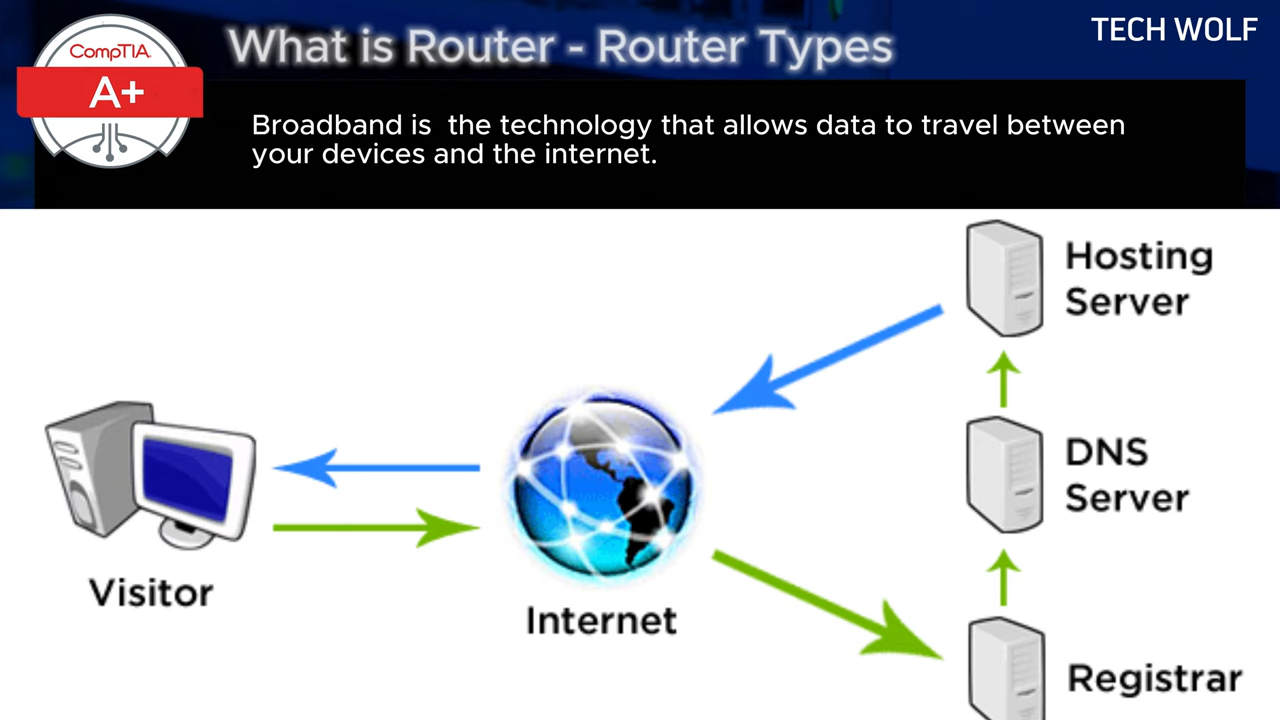 CompTIA.
A+
What is Router - Router Types
TECH WOLF
Broadband is  the technology that allows data to travel between
your devices and the internet.
Hosting
Server
DNS
Server
Visitor
Internet
Registrar